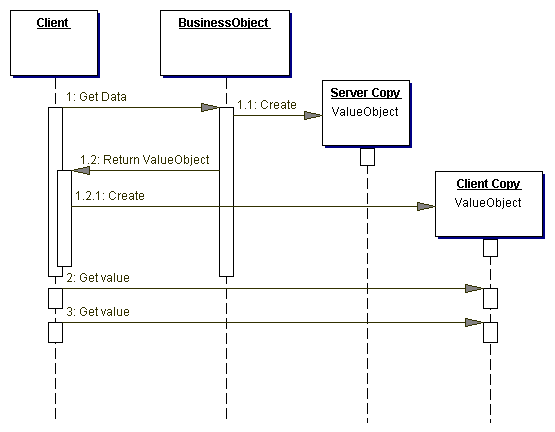 Client
BusinessObject
Server Copy
ValueObject
1: Get Data
1.1: Create
1.2: Return ValueObject
Client Copy
ValueObject
1.2.1: Create
2: Get value
3: Get value